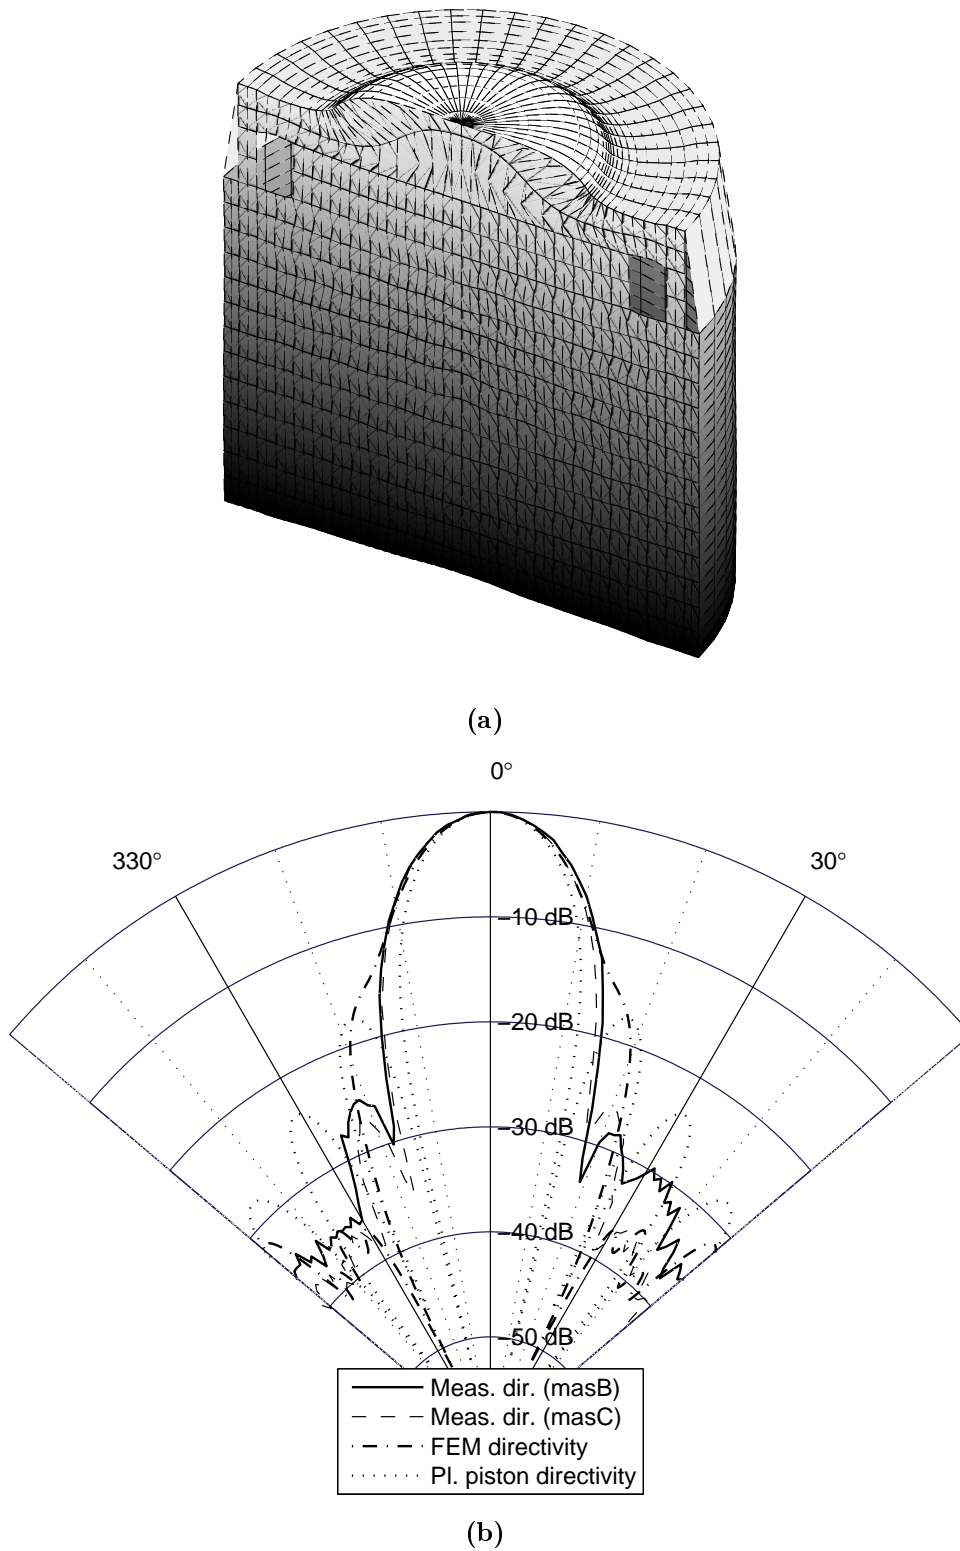 (a)
0°
330°
30°
−10 dB
−20 dB
−30 dB
−40 dB
−50 dB
Meas. dir. (masB)
Meas. dir. (masC)
FEM directivity
Pl. piston directivity
(b)